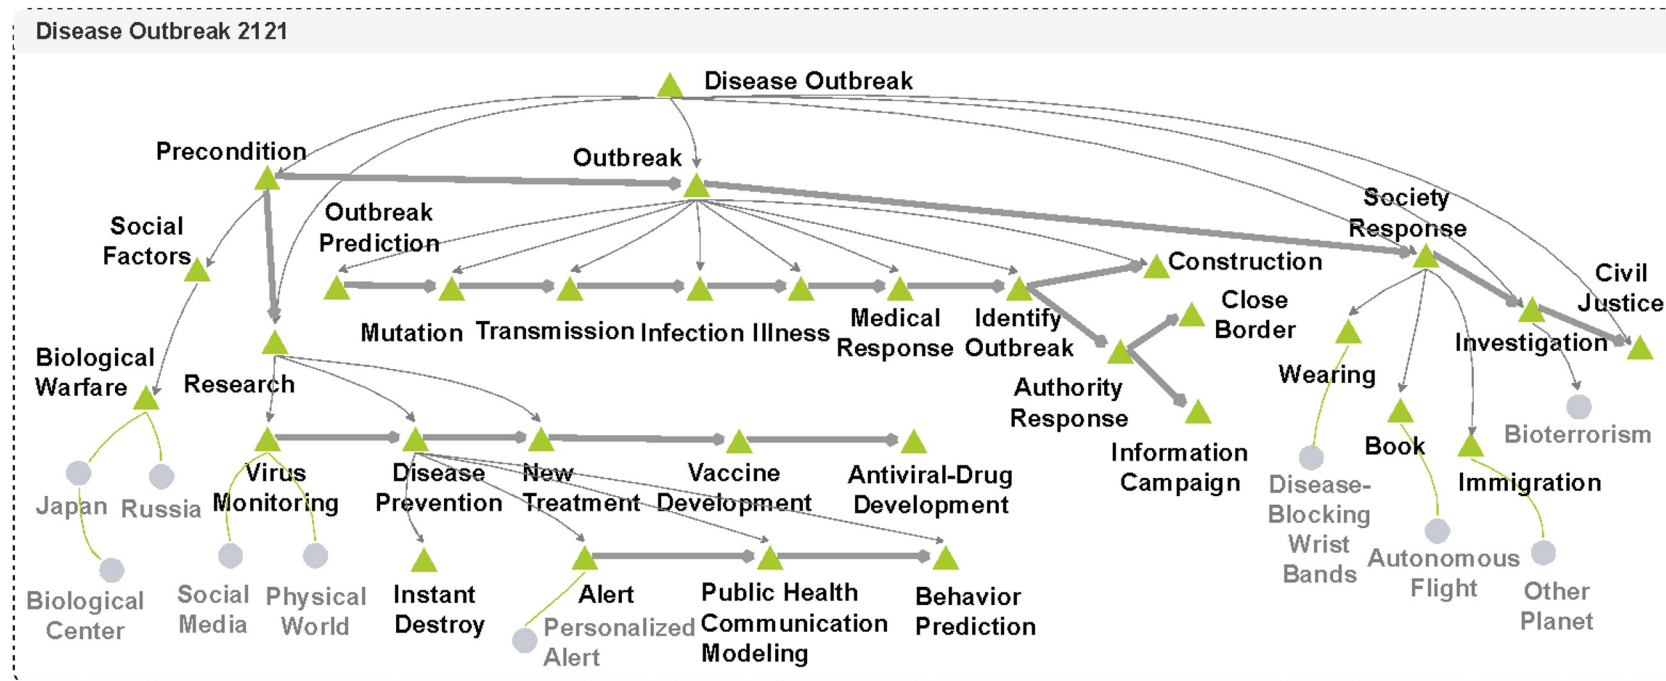 Disease Outbreak 2121
Disease Outbreak
Precondition
Outbreak
Society
Response
Social
Factors
Outbreak
Prediction
Construction
Civil
Justice
Close
Border
Mutation
Transmission
Infection
Illness
Medical
Response
Identify
Outbreak
Investigation
Biological
Warfare
Research
Wearing
Authority
Response
Bioterrorism
Book
Information
Campaign
Japan
Russia
Virus
Monitoring
Disease
Prevention
New
Treatment
Vaccine
Development
Antiviral-Drug
Development
Immigration
Disease-
Blocking
Wrist
Bands
Autonomous
Flight
Other
Planet
Biological
Center
Social
Media
Physical
World
Instant
Destroy
Alert
Personalized
Alert
Public Health
Communication
Modeling
Behavior
Prediction